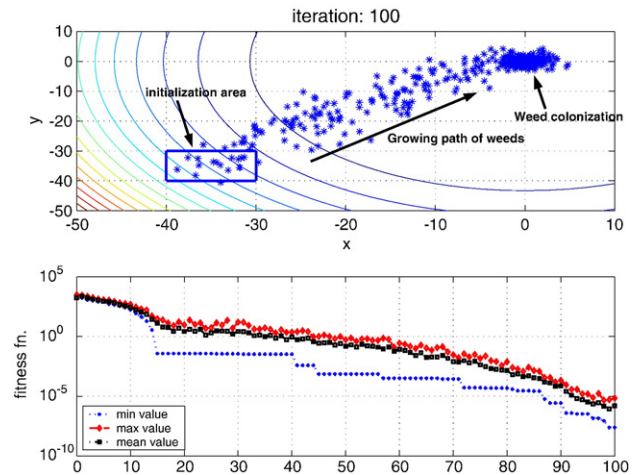 iteration: 100
10
0
-10
-20
-30
-40
-50
y
initialization area
Weed colonization
Growing path of weeds
-50 -40 -30 -20 -10 0 10
x
10^5
10^0
10^-5
10^-10
fitness fn.
min value
max value
mean value
0 10 20 30 40 50 60 70 80 90 100